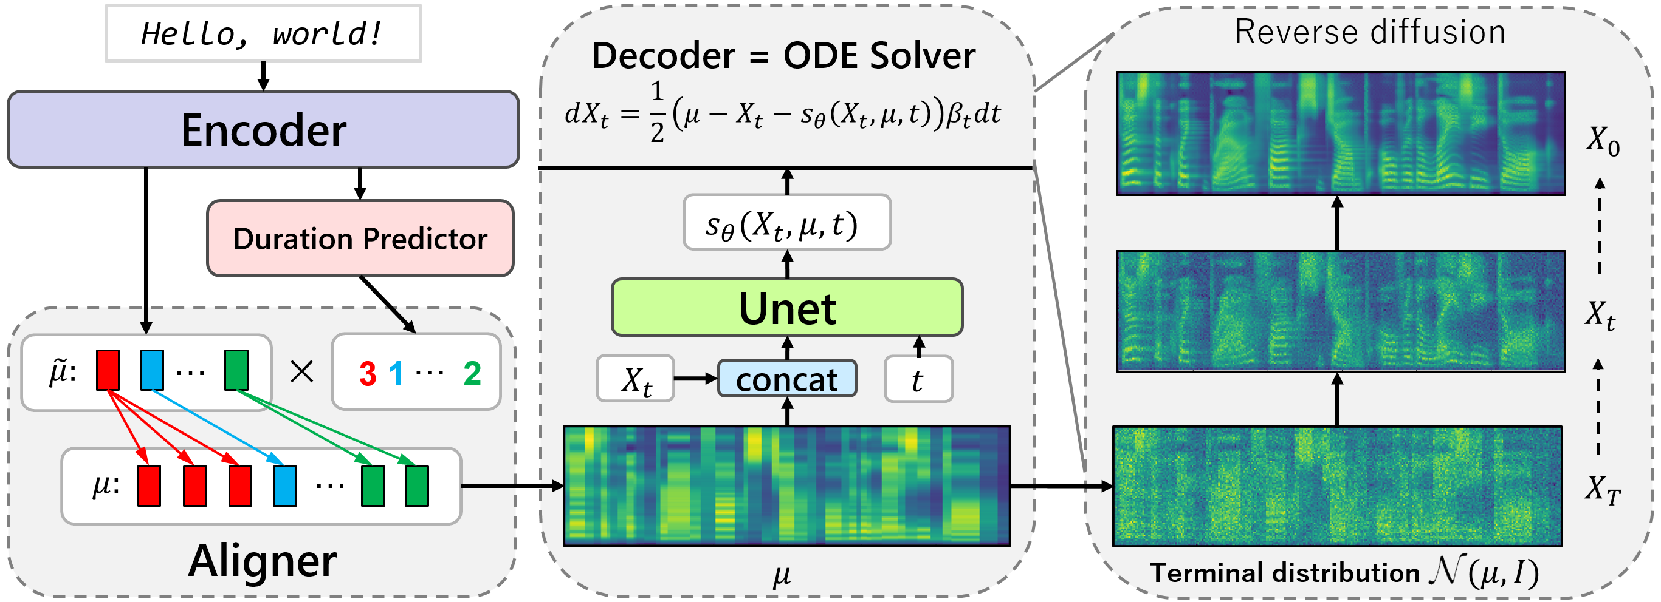 Hello, world!
Encoder
Duration Predictor
μ̃: ⋯ × 3 1 ⋯ 2
μ: ⋯
Aligner
Decoder = ODE Solver
dX_t = 1/2 (μ − X_t − s_θ(X_t, μ, t))β_t dt
s_θ(X_t, μ, t)
Unet
X_t
concat
t
μ
Reverse diffusion
X_0
X_t
X_T
Terminal distribution 𝒩(μ, I)